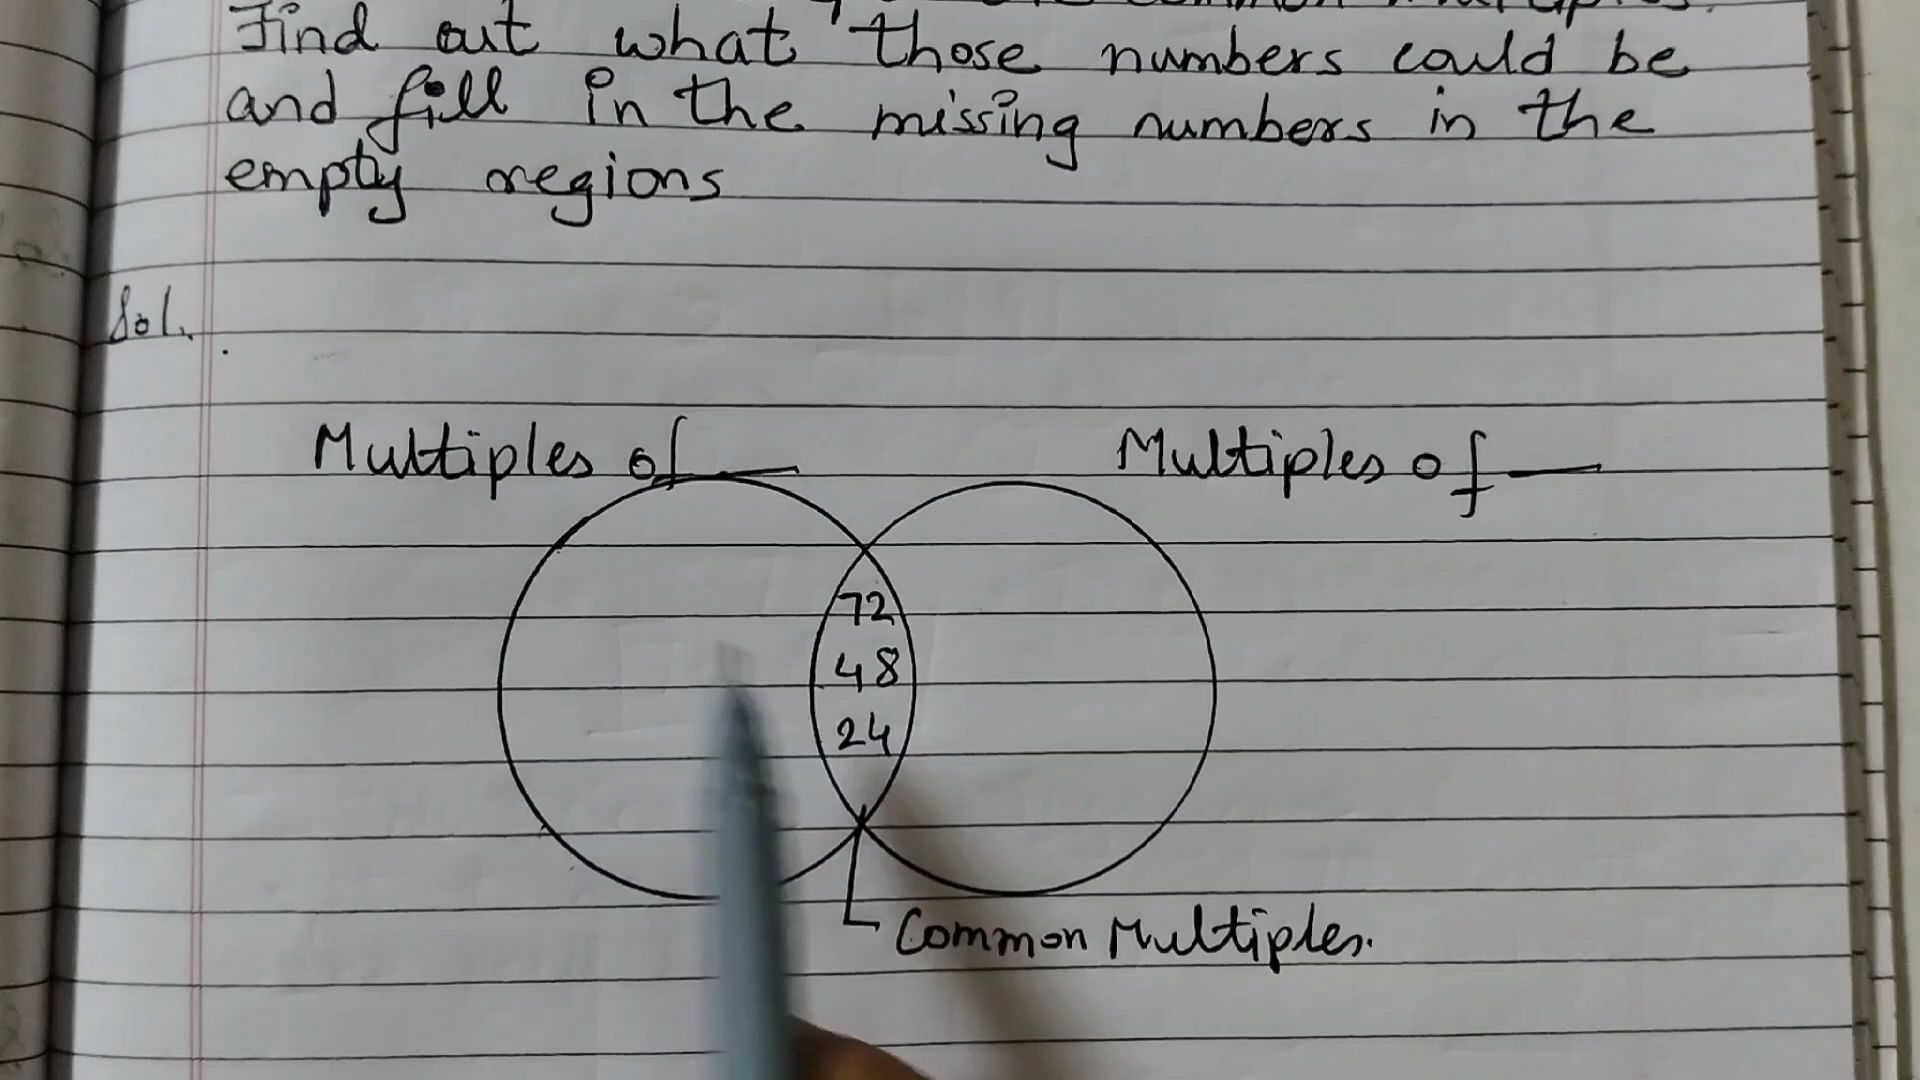 Find out what those numbers could be
and fill in the missing numbers in the
empty regions
Sol.
Multiples of —
Multiples of —
72
48
24
Common Multiples.